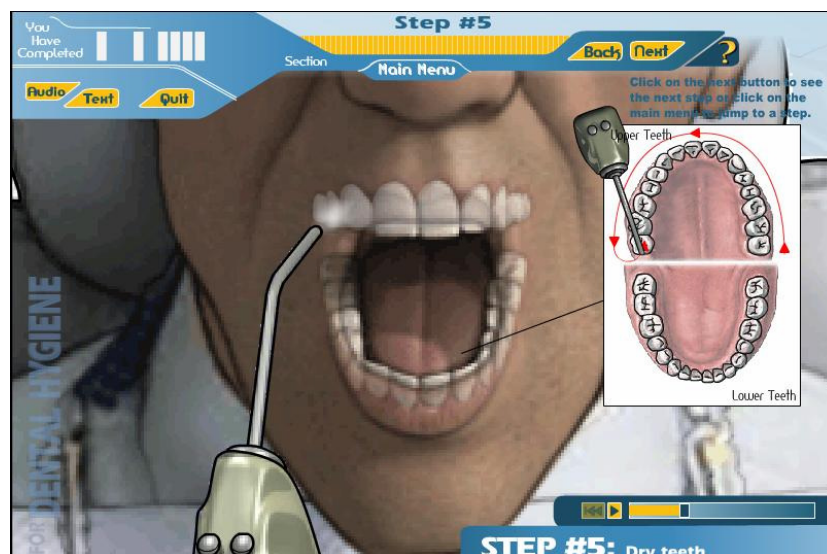 You
Have
Completed
Step #5
Section
Main Menu
Back
Next
?
Audio
Text
Quit
Click on the next button to see
the next step or click on the
main menu to jump to a step.
Upper Teeth
Lower Teeth
FOR DENTAL HYGIENE
STEP #5: Dry teeth